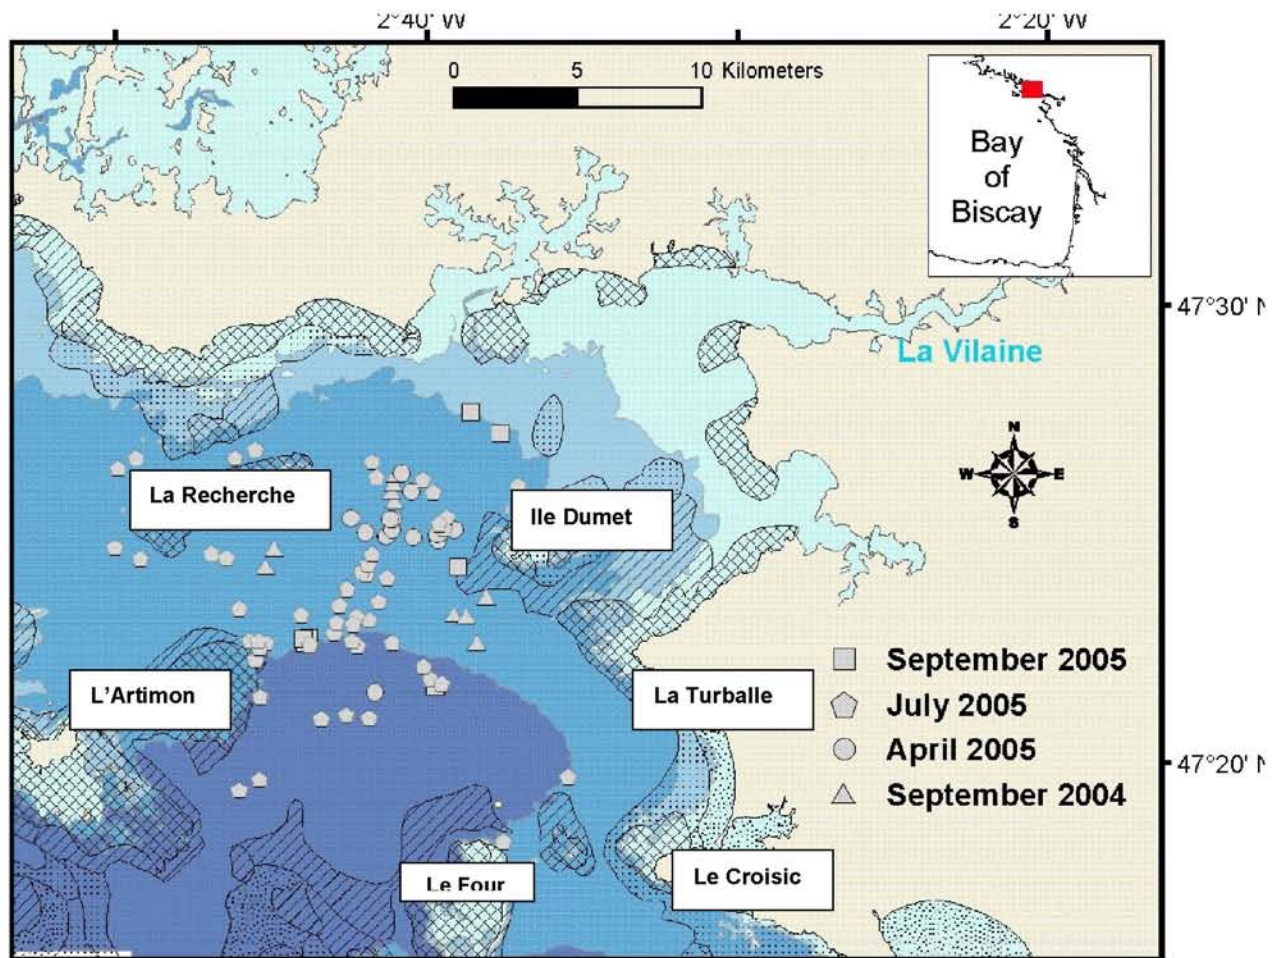 2°40' W
2°20' W
0 5 10 Kilometers
Bay
of
Biscay
47°30' N
La Vilaine
N
W E
S
La Recherche
Ile Dumet
September 2005
L'Artimon
La Turballe
July 2005
April 2005
47°20' N
September 2004
Le Four
Le Croisic